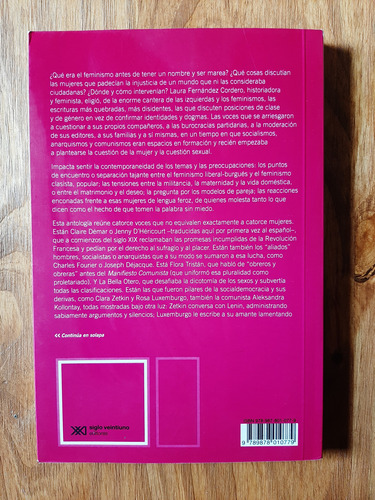 ¿Qué era el feminismo antes de tener un nombre y ser marea? ¿Qué cosas discutían
las mujeres que padecían la injusticia de un mundo que ni las consideraba
ciudadanas? ¿Dónde y cómo intervenían? Laura Fernández Cordero, historiadora
y feminista, eligió, de la enorme cantera de las izquierdas y los feminismos, las
escrituras más quebradas, más disidentes, las que discuten posiciones de clase
y de género en vez de confirmar identidades y dogmas. Las voces que se arriesgaron
a cuestionar a sus propios compañeros, a las burocracias partidarias, a la moderación
de sus editores, a sus familias y a sí mismas, en un tiempo en que socialismo,
anarquismos y comunismos eran espacios en formación y recién empezaba
a plantearse la cuestión de la mujer y la cuestión sexual.
Impacta sentir la contemporaneidad de los temas y las preocupaciones: los puntos
de encuentro o separación tajante entre el feminismo liberal-burgués y el feminismo
clasista, popular; las tensiones entre la militancia, la maternidad y la vida doméstica,
o entre el matrimonio y el deseo; la pregunta por los modelos de pareja; las reacciones
enconadas frente a esas mujeres de lengua feroz, de quienes molesta tanto lo que
dicen como el hecho de que tomen la palabra sin miedo.
Esta antología reúne catorce voces que no equivalen exactamente a catorce mujeres.
Están Claire Démar o Jenny D'Héricourt –traducidas aquí por primera vez al español–,
que a comienzos del siglo XIX reclamaban las promesas incumplidas de la Revolución
Francesa y pedían por el derecho al sufragio y al placer. Están también los "aliados"
hombres, socialistas o anarquistas que a su modo se sumaron a esa lucha, como
Charles Fourier o Joseph Déjacque. Está Flora Tristán, que habló de "obreros y
obreras" antes del Manifiesto Comunista (que uniformó esa pluralidad como
proletariado). Y La Bella Otero, que desafiaba la dicotomía de los sexos y subvertía
todas las clasificaciones. Están las que fueron pilares de la socialdemocracia y sus
derivas, como Clara Zetkin y Rosa Luxemburgo, también la comunista Aleksandra
Kollontay, todas mostradas bajo otra luz: Zetkin conversa con Lenin, administrando
sabiamente argumentos y silencios; Luxemburgo le escribe a su amante lamentando
<< Continúa en solapa
siglo veintiuno
editores
9 789878 010779